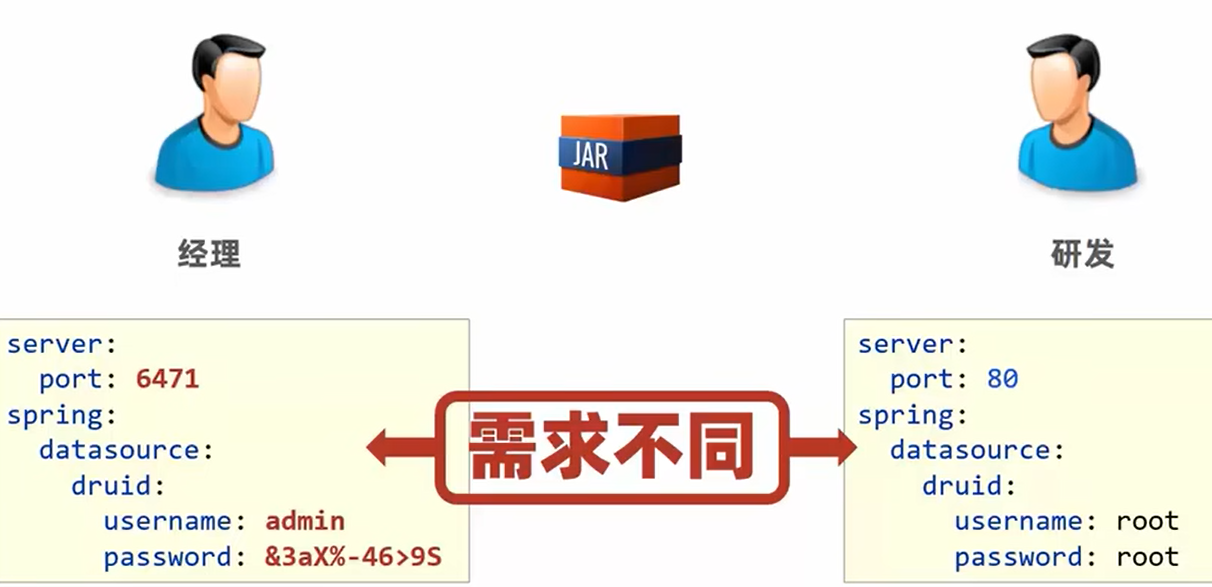 JAR
经理
研发
server:
port: 6471
spring:
datasource:
druid:
username: admin
password: &3aX%-46>9S
需求不同
server:
port: 80
spring:
datasource:
druid:
username: root
password: root